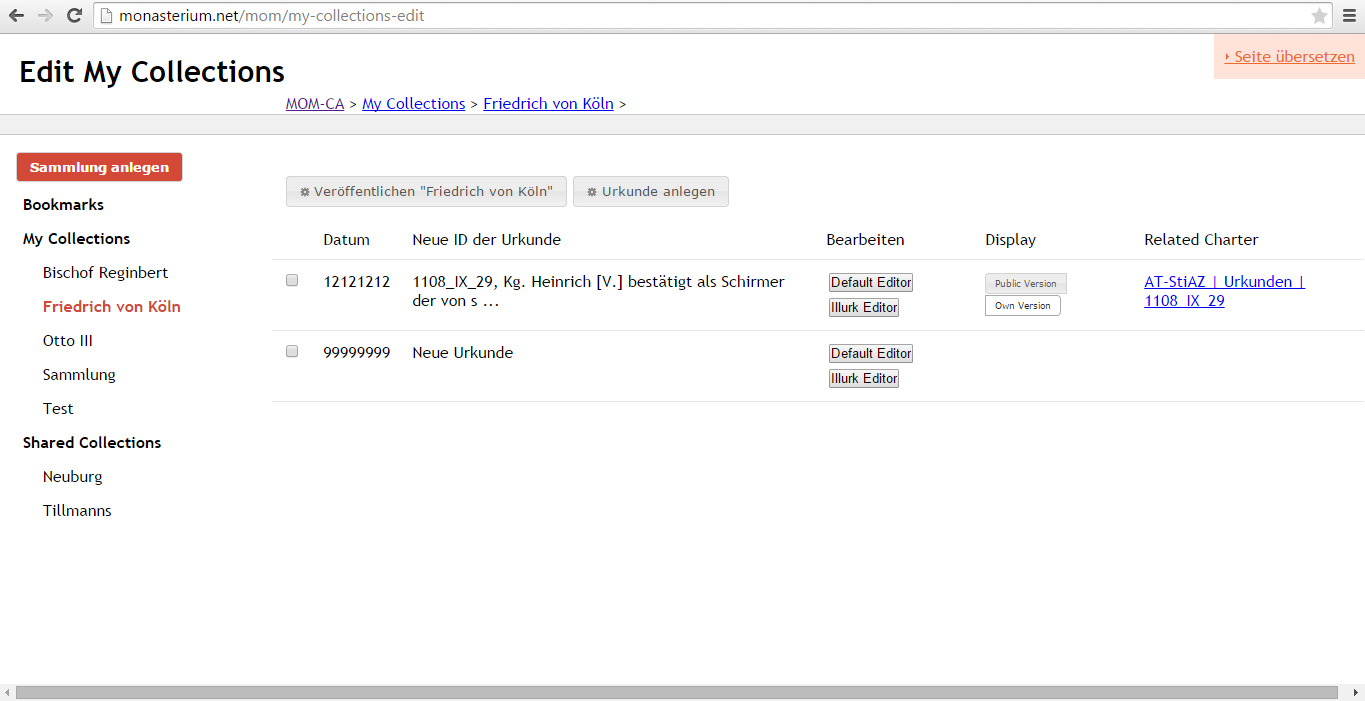 monasterium.net/mom/my-collections-edit
Edit My Collections
Seite übersetzen
MOM-CA > My Collections > Friedrich von Köln >
Sammlung anlegen
Bookmarks
My Collections
Bischof Reginbert
Friedrich von Köln
Otto III
Sammlung
Test
Shared Collections
Neuburg
Tillmanns
Veröffentlichen "Friedrich von Köln" Urkunde anlegen
Datum Neue ID der Urkunde Bearbeiten Display Related Charter
12121212 1108_IX_29, Kg. Heinrich [V.] bestätigt als Schirmer Default Editor Public Version AT-StiAZ | Urkunden |
der von s ... Illurk Editor Own Version 1108_IX_29
99999999 Neue Urkunde Default Editor
Illurk Editor